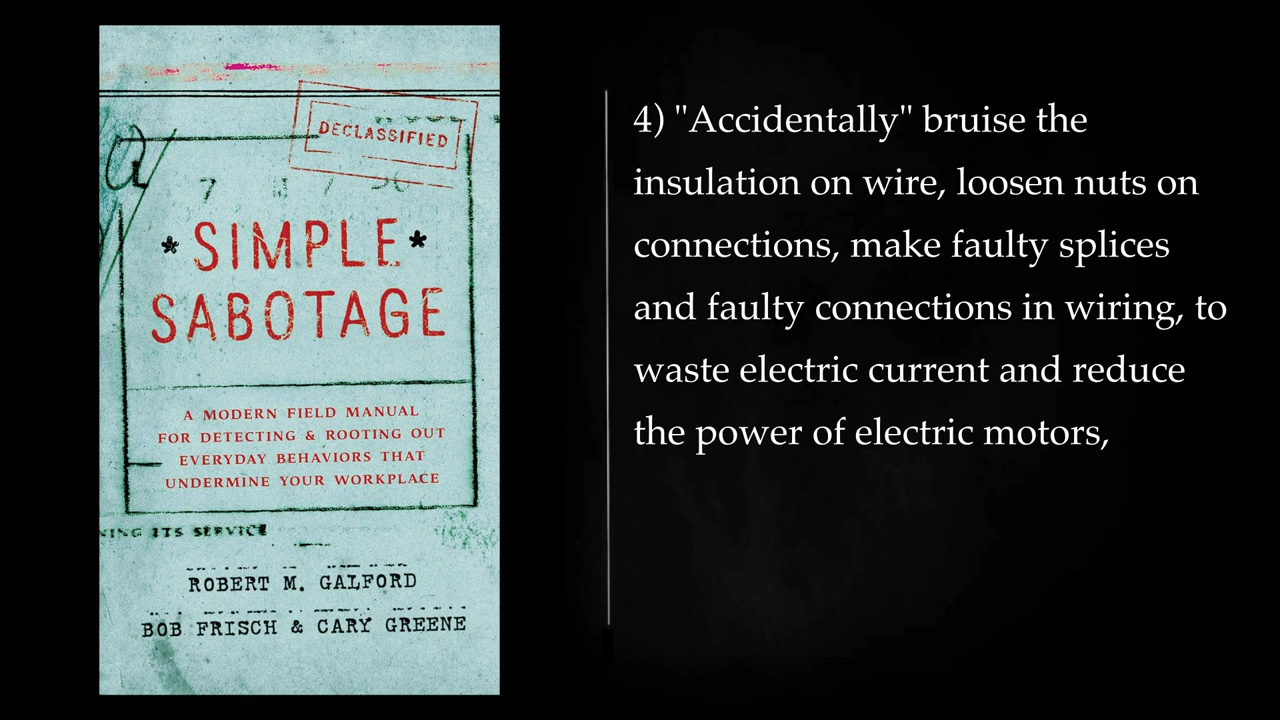 DECLASSIFIED
*SIMPLE*
SABOTAGE
A MODERN FIELD MANUAL
FOR DETECTING & ROOTING OUT
EVERYDAY BEHAVIORS THAT
UNDERMINE YOUR WORKPLACE
ITS SERVICE
ROBERT M. GALFORD
BOB FRISCH & CARY GREENE
4) "Accidentally" bruise the
insulation on wire, loosen nuts on
connections, make faulty splices
and faulty connections in wiring, to
waste electric current and reduce
the power of electric motors,